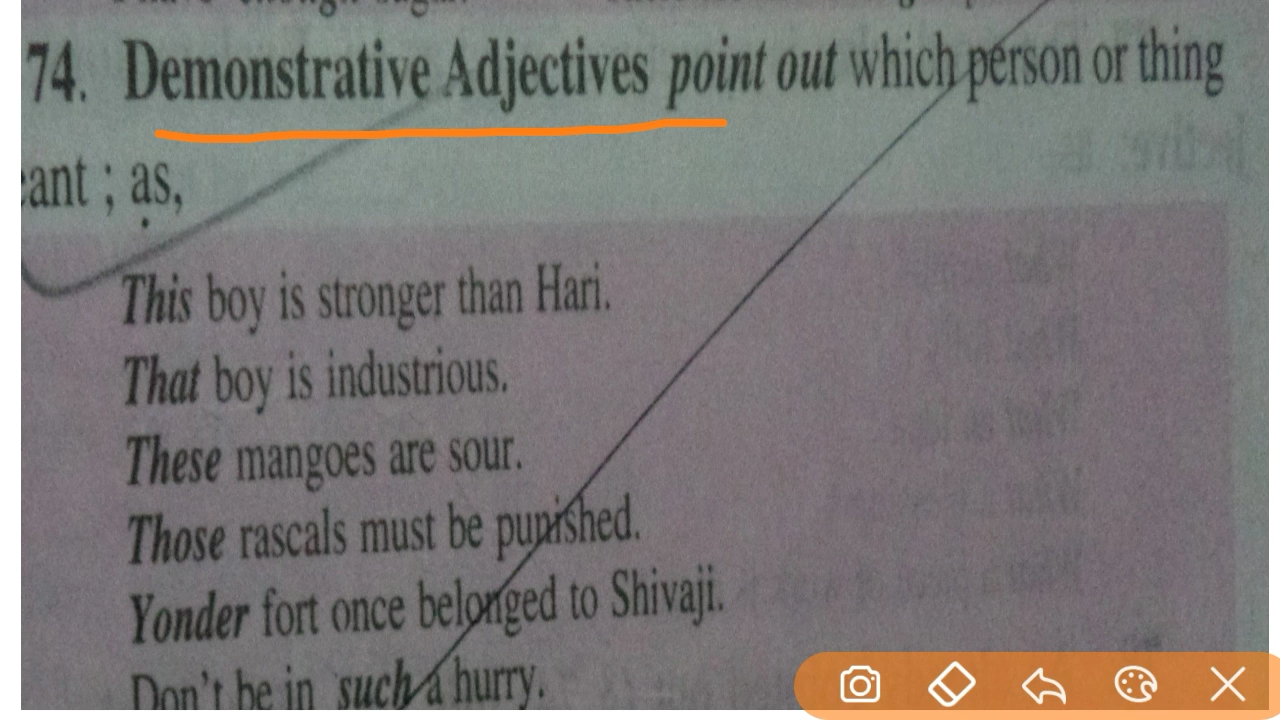 74. Demonstrative Adjectives point out which person or thing
ant ; as,
This boy is stronger than Hari.
That boy is industrious.
These mangoes are sour.
Those rascals must be punished.
Yonder fort once belonged to Shivaji.
Don't be in such a hurry.